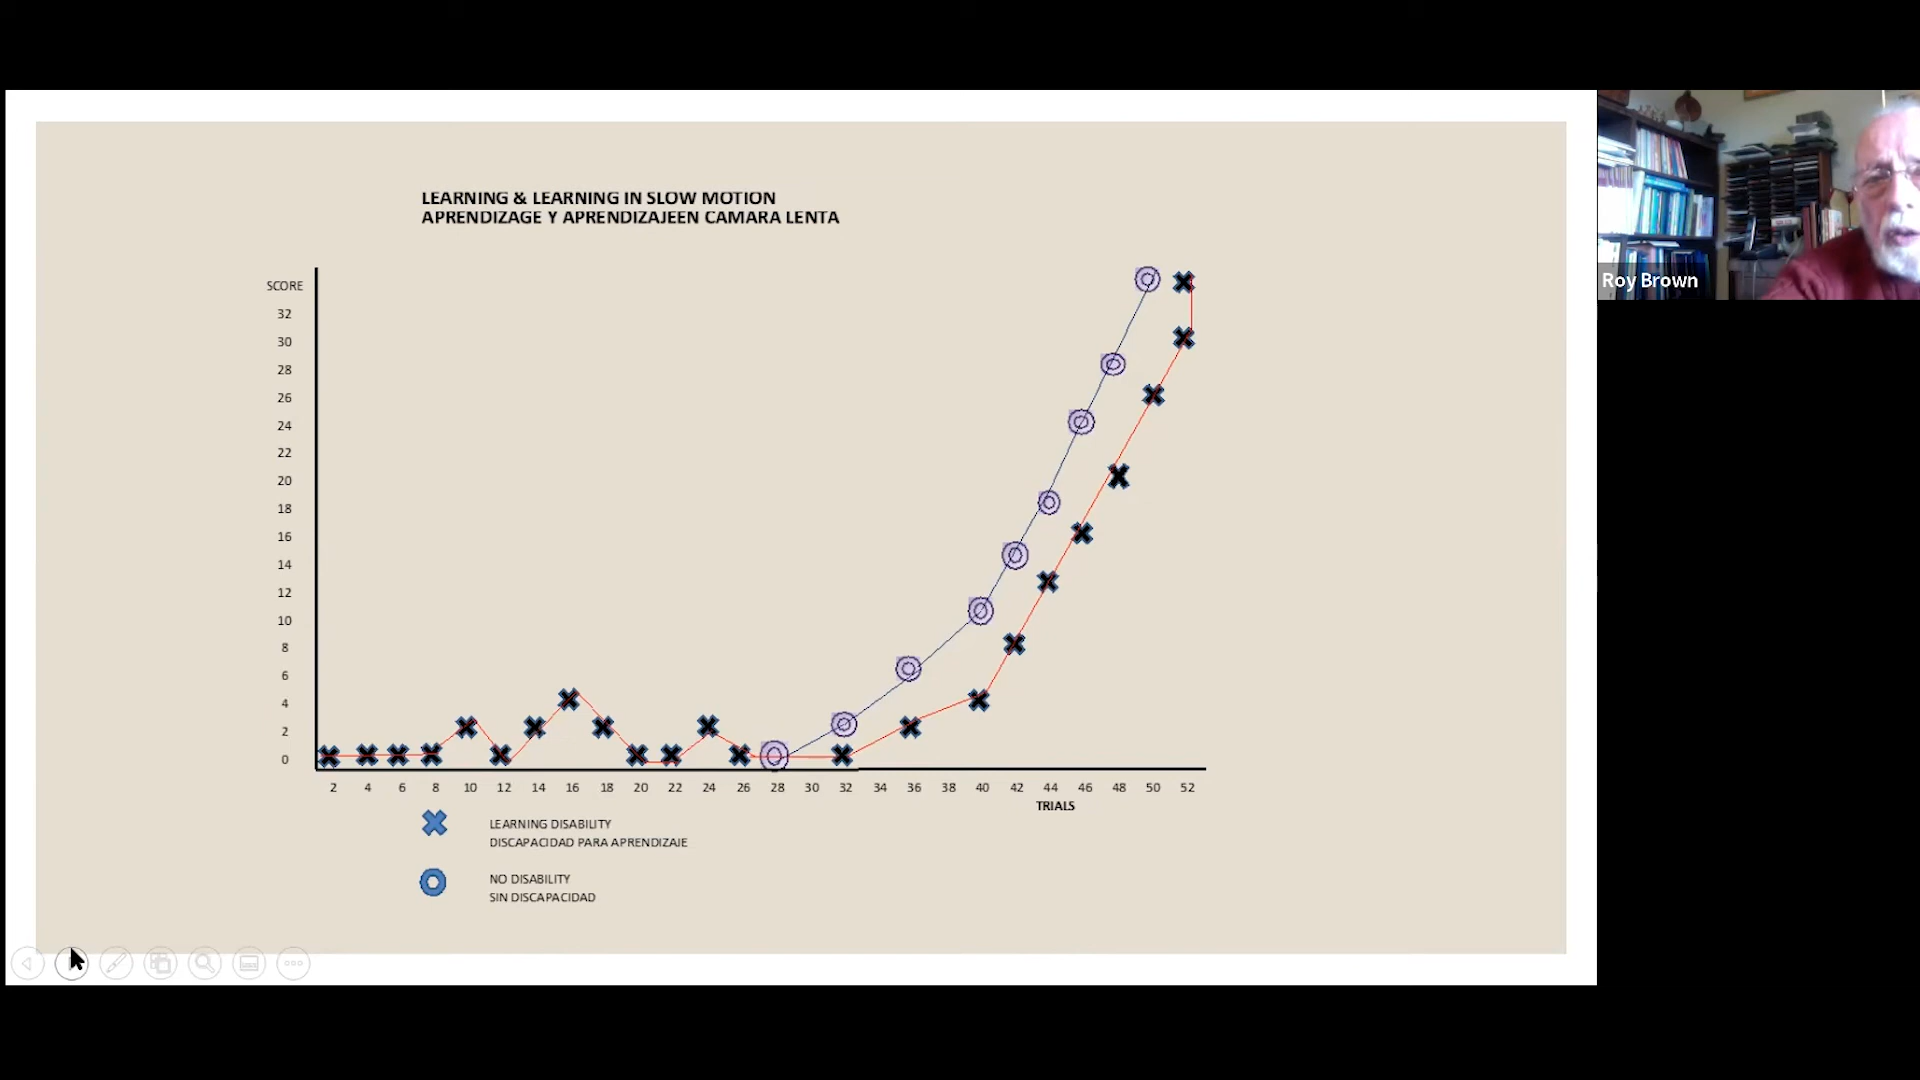 LEARNING & LEARNING IN SLOW MOTION
APRENDIZAGE Y APRENDIZAJEEN CAMARA LENTA
SCORE
32
30
28
26
24
22
20
18
16
14
12
10
8
6
4
2
0
2 4 6 8 10 12 14 16 18 20 22 24 26 28 30 32 34 36 38 40 42 44 46 48 50 52
TRIALS
LEARNING DISABILITY
DISCAPACIDAD PARA APRENDIZAJE
NO DISABILITY
SIN DISCAPACIDAD
Roy Brown